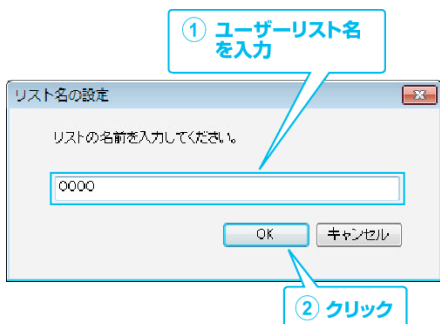 ① ユーザーリスト名
を入力
リスト名の設定
リストの名前を入力してください。
○○○○
OK キャンセル
② クリック